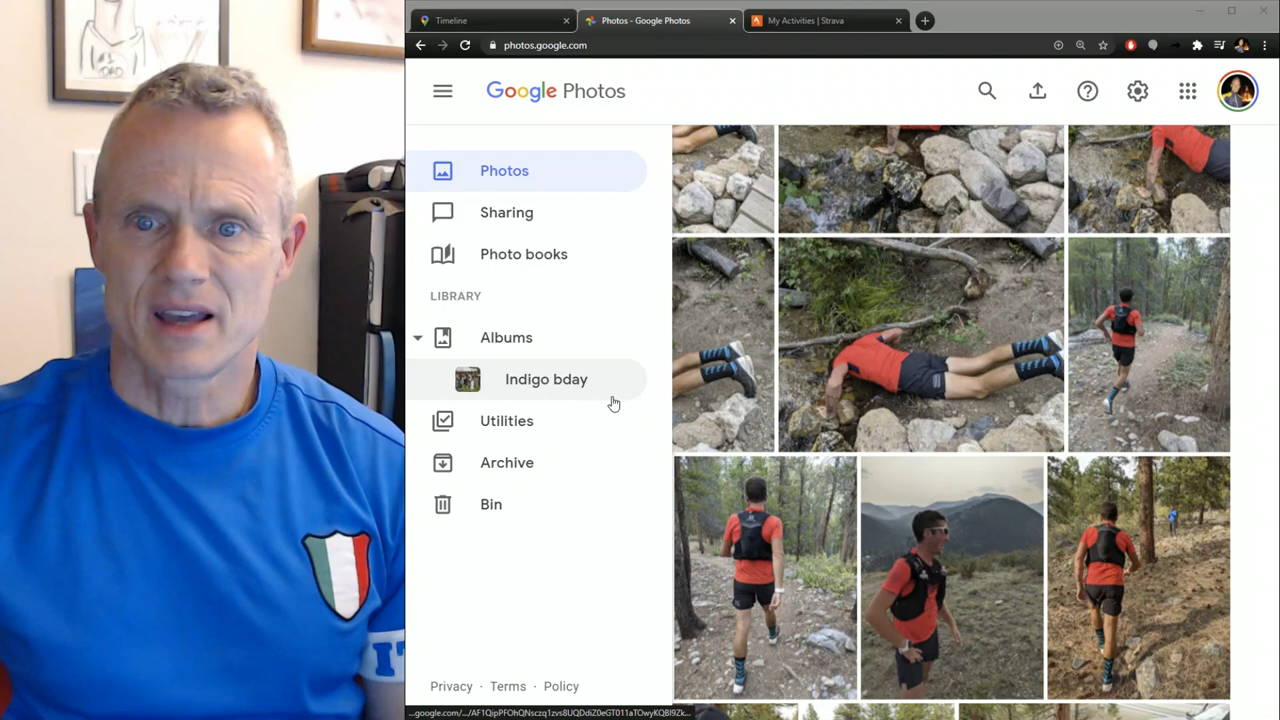 Timeline
Photos - Google Photos
My Activities | Strava
photos.google.com
Google Photos
Photos
Sharing
Photo books
LIBRARY
Albums
Indigo bday
Utilities
Archive
Bin
Privacy · Terms · Policy